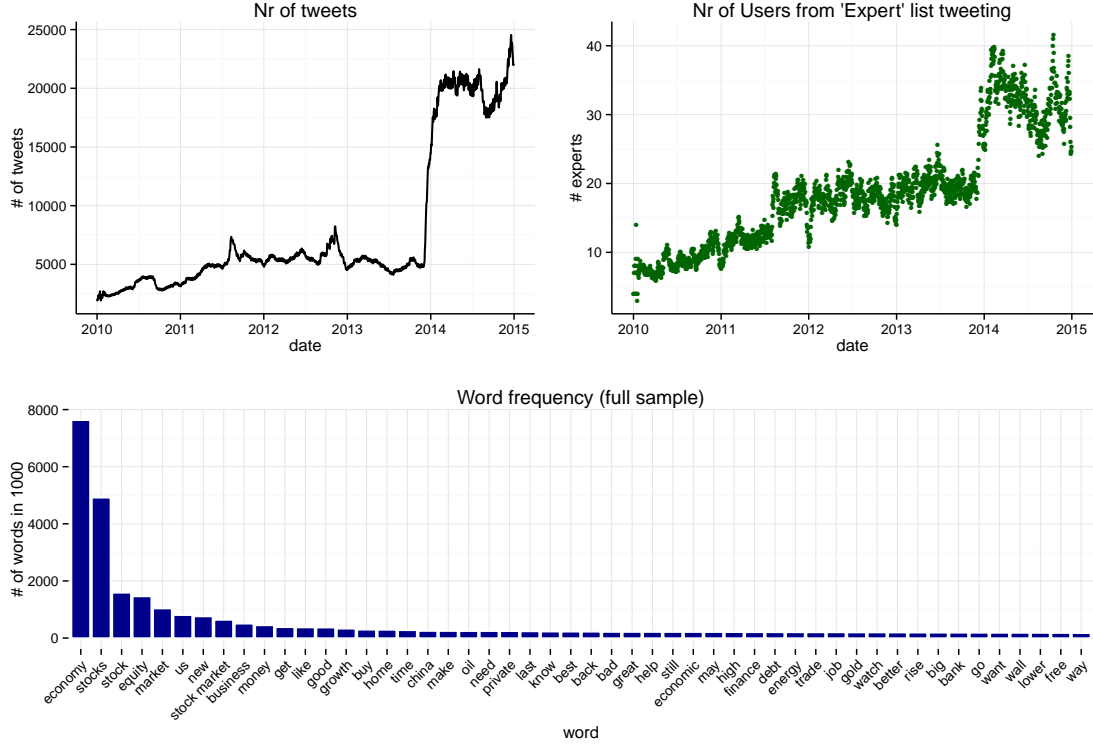 Nr of tweets
# of tweets
25000
20000
15000
10000
5000
2010 2011 2012 2013 2014 2015
date
Nr of Users from 'Expert' list tweeting
# experts
40
30
20
10
2010 2011 2012 2013 2014 2015
date
Word frequency (full sample)
# of words in 1000
8000
6000
4000
2000
0
economy stocks stock equity market us new stock market business money get like good growth buy home time china make oil need private last know best back bad great help still economic may high finance debt energy trade job gold watch better rise big bank go want wall lower free way
word